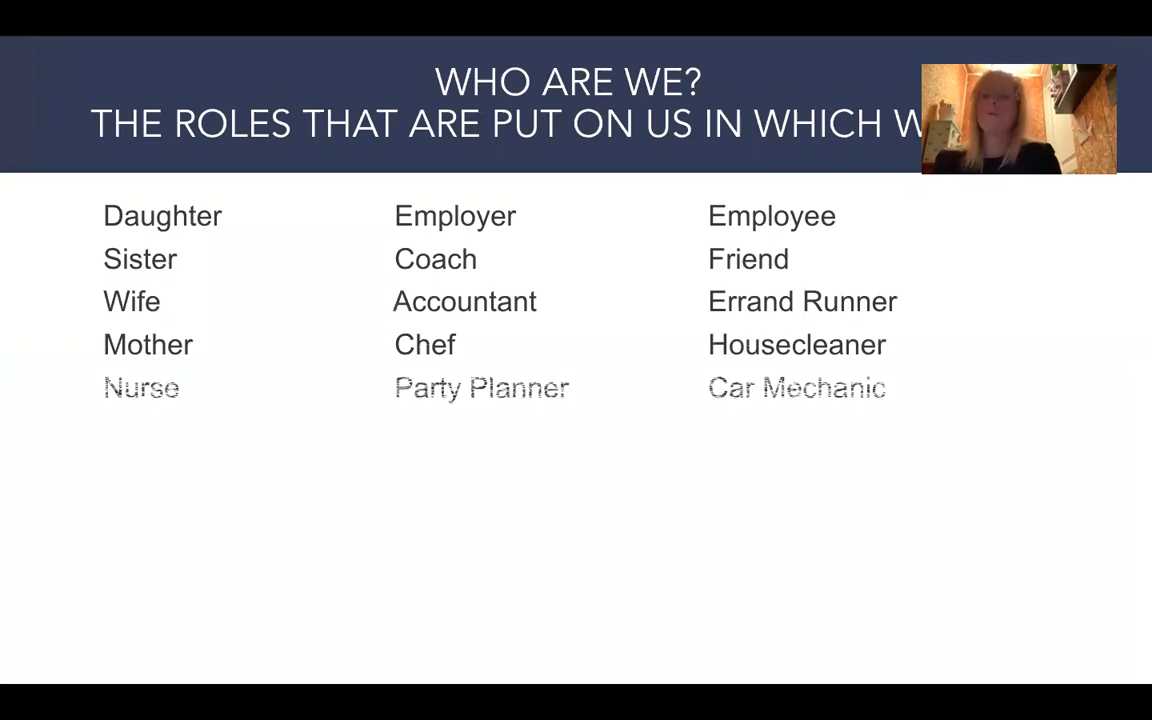 WHO ARE WE?
THE ROLES THAT ARE PUT ON US IN WHICH
Daughter Employer Employee
Sister Coach Friend
Wife Accountant Errand Runner
Mother Chef Housecleaner
Nurse Party Planner Car Mechanic